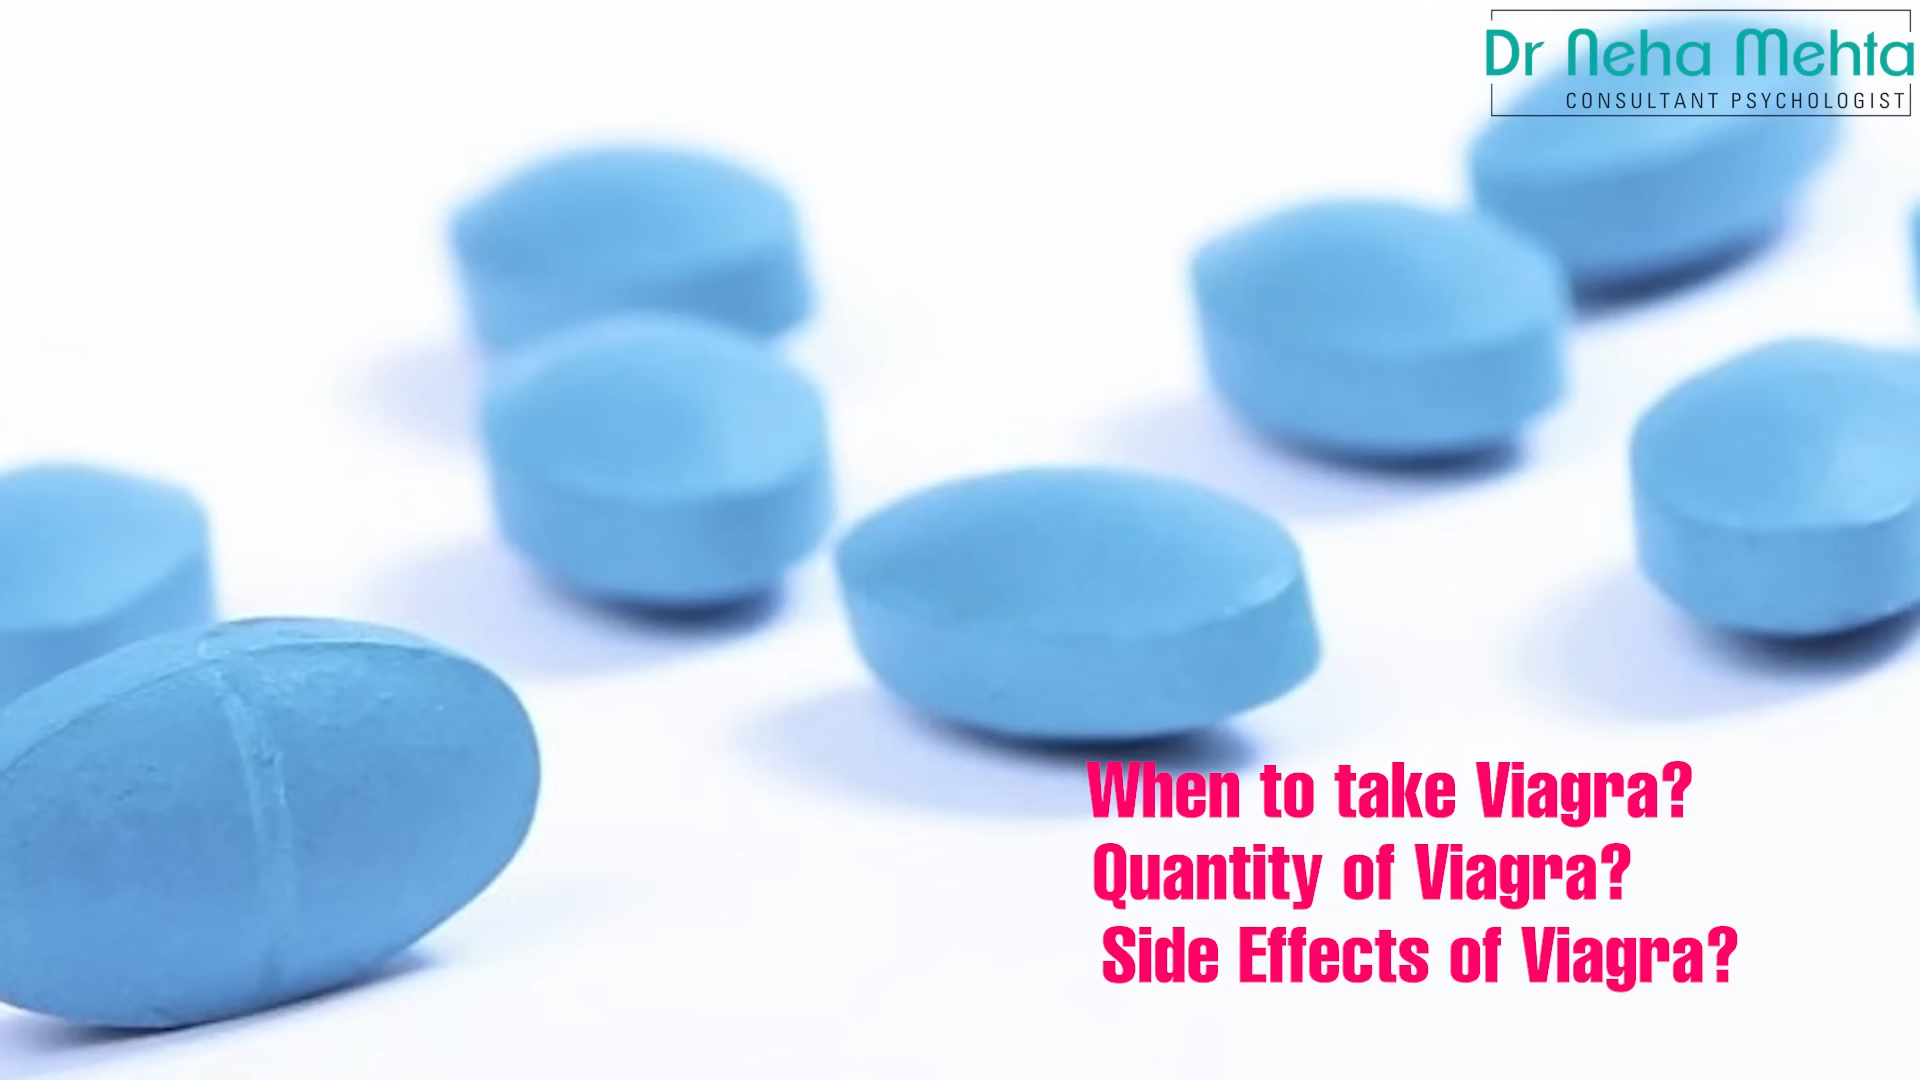 Dr Neha Mehta
CONSULTANT PSYCHOLOGIST
When to take Viagra?
Quantity of Viagra?
Side Effects of Viagra?